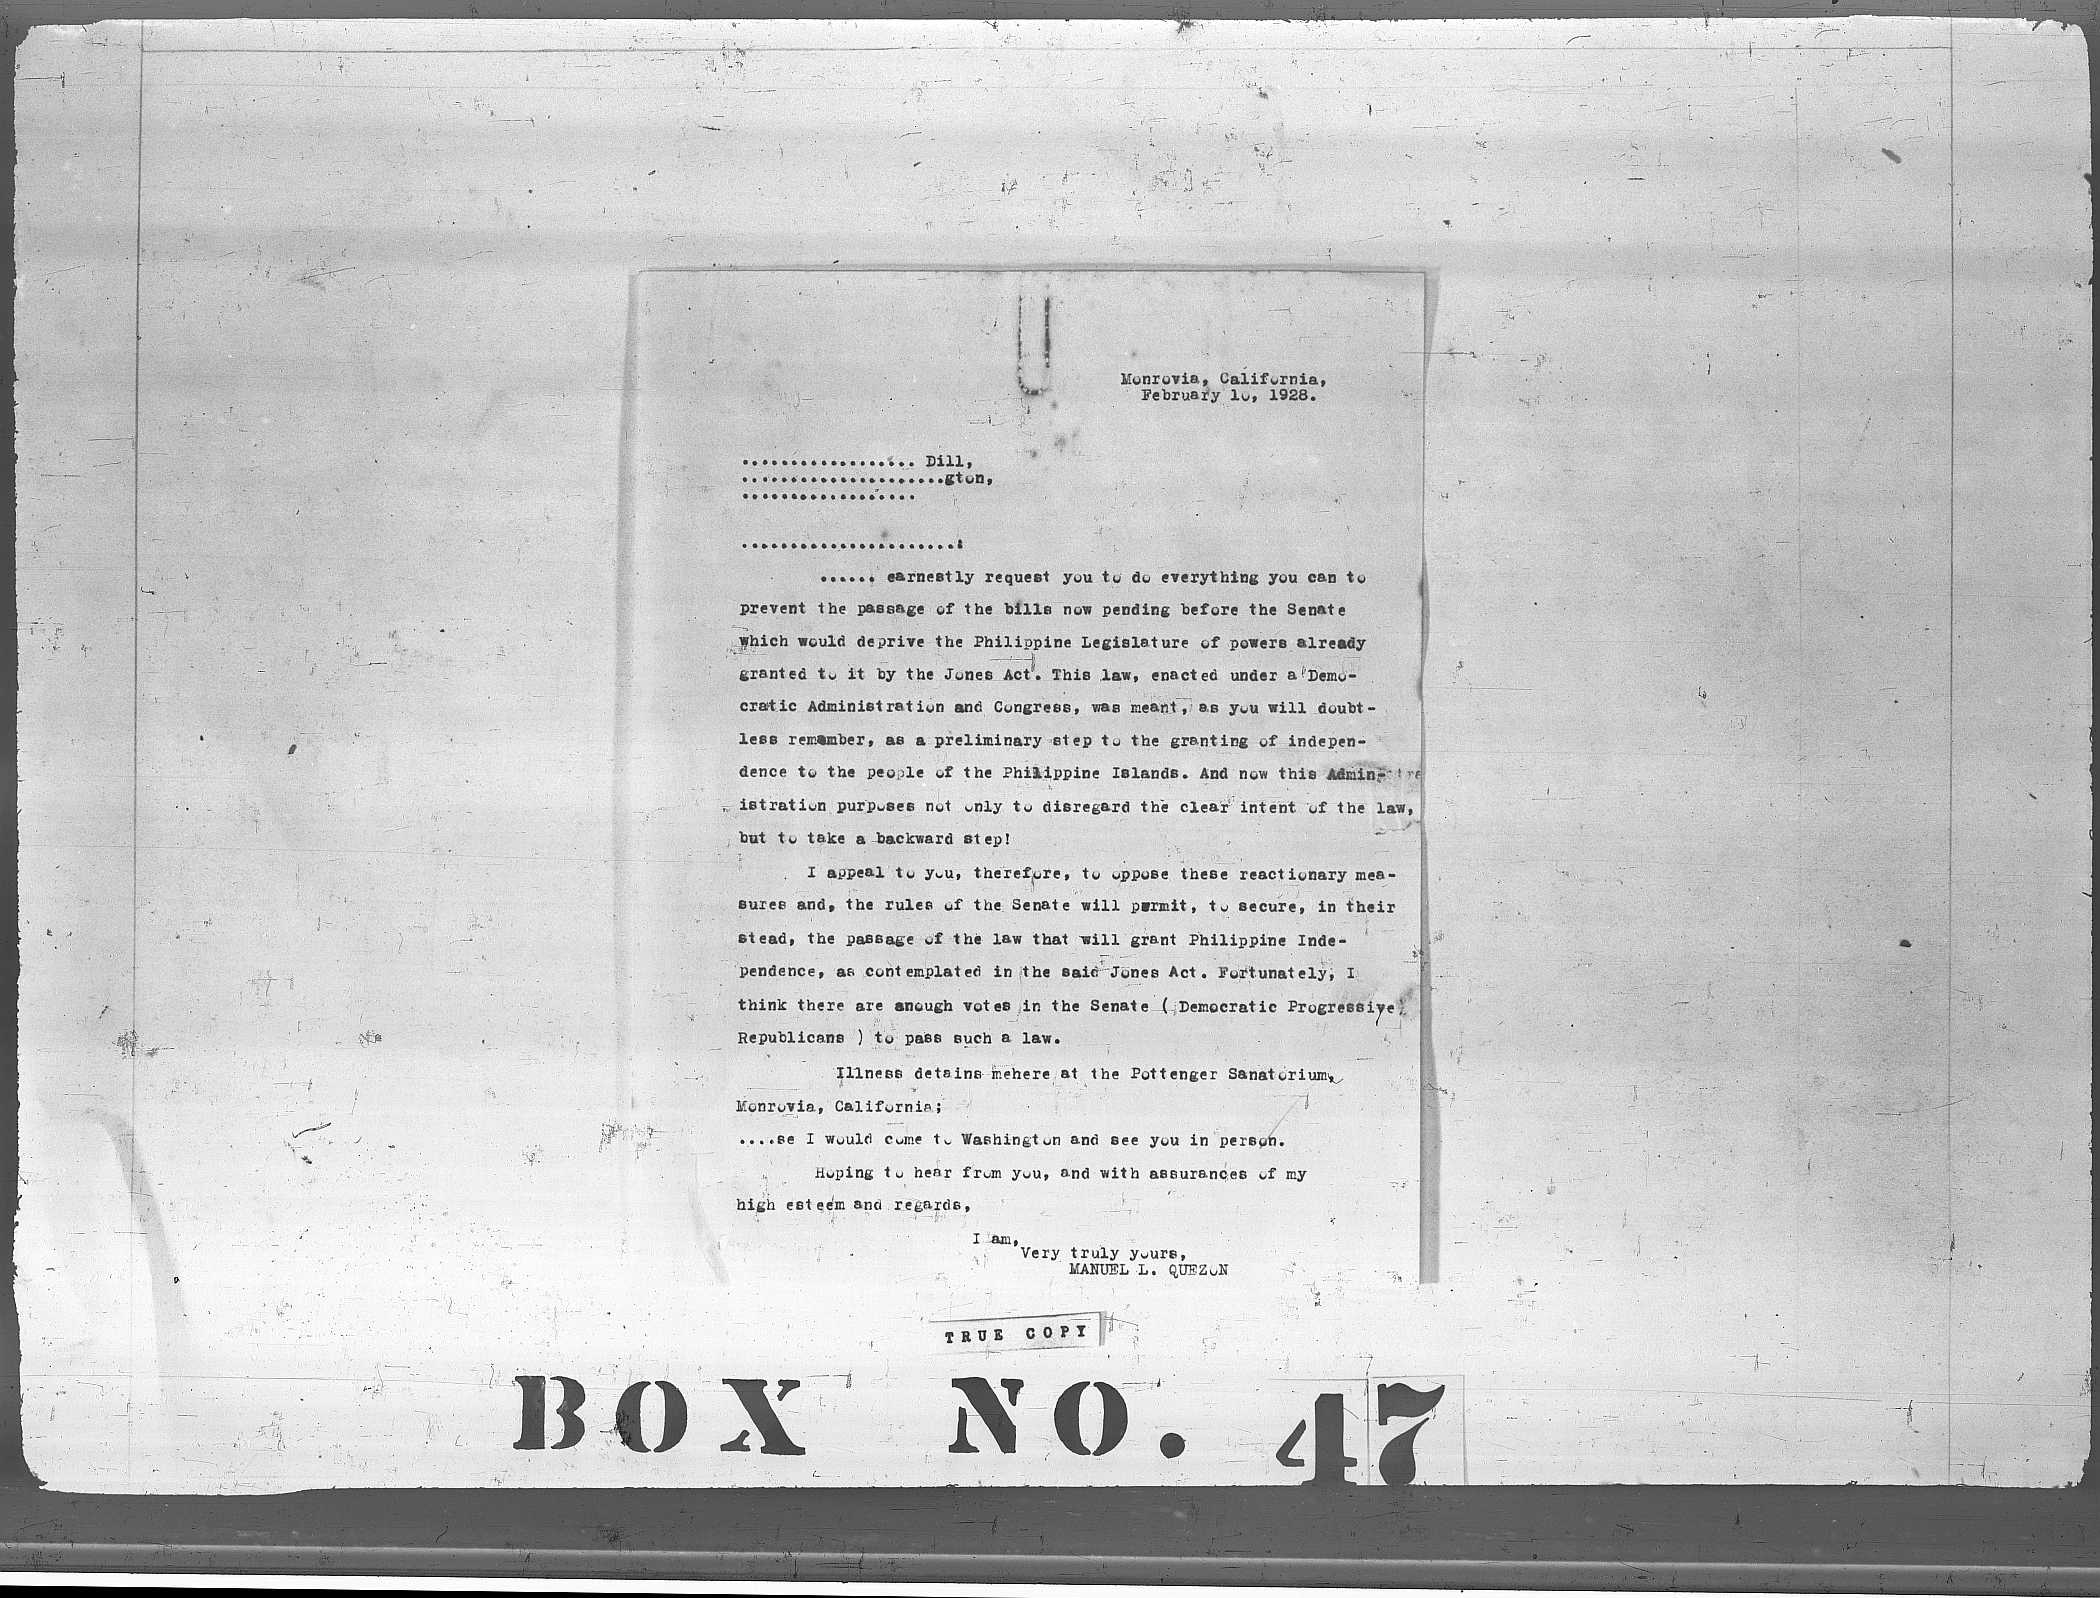 Monrovia, California,
February 10, 1928.
.................. Dill,
.....................gton,
..................
......................:
...... earnestly request you to do everything you can to
prevent the passage of the bills now pending before the Senate
which would deprive the Philippine Legislature of powers already
granted to it by the Jones Act. This law, enacted under a Demo-
cratic Administration and Congress, was meant, as you will doubt-
less remember, as a preliminary step to the granting of indepen-
dence to the people of the Philippine Islands. And now this Admin-
istration purposes not only to disregard the clear intent of the law,
but to take a backward step!
I appeal to you, therefore, to oppose these reactionary mea-
sures and, the rules of the Senate will permit, to secure, in their
stead, the passage of the law that will grant Philippine Inde-
pendence, as contemplated in the said Jones Act. Fortunately, I
think there are anough votes in the Senate ( Democratic Progressive
Republicans ) to pass such a law.
Illness detains mehere at the Pottenger Sanatorium,
Monrovia, California;
....se I would come to Washington and see you in person.
Hoping to hear from you, and with assurances of my
high esteem and regards,
I am,
Very truly yours,
MANUEL L. QUEZON
TRUE COPY
BOX NO. 47